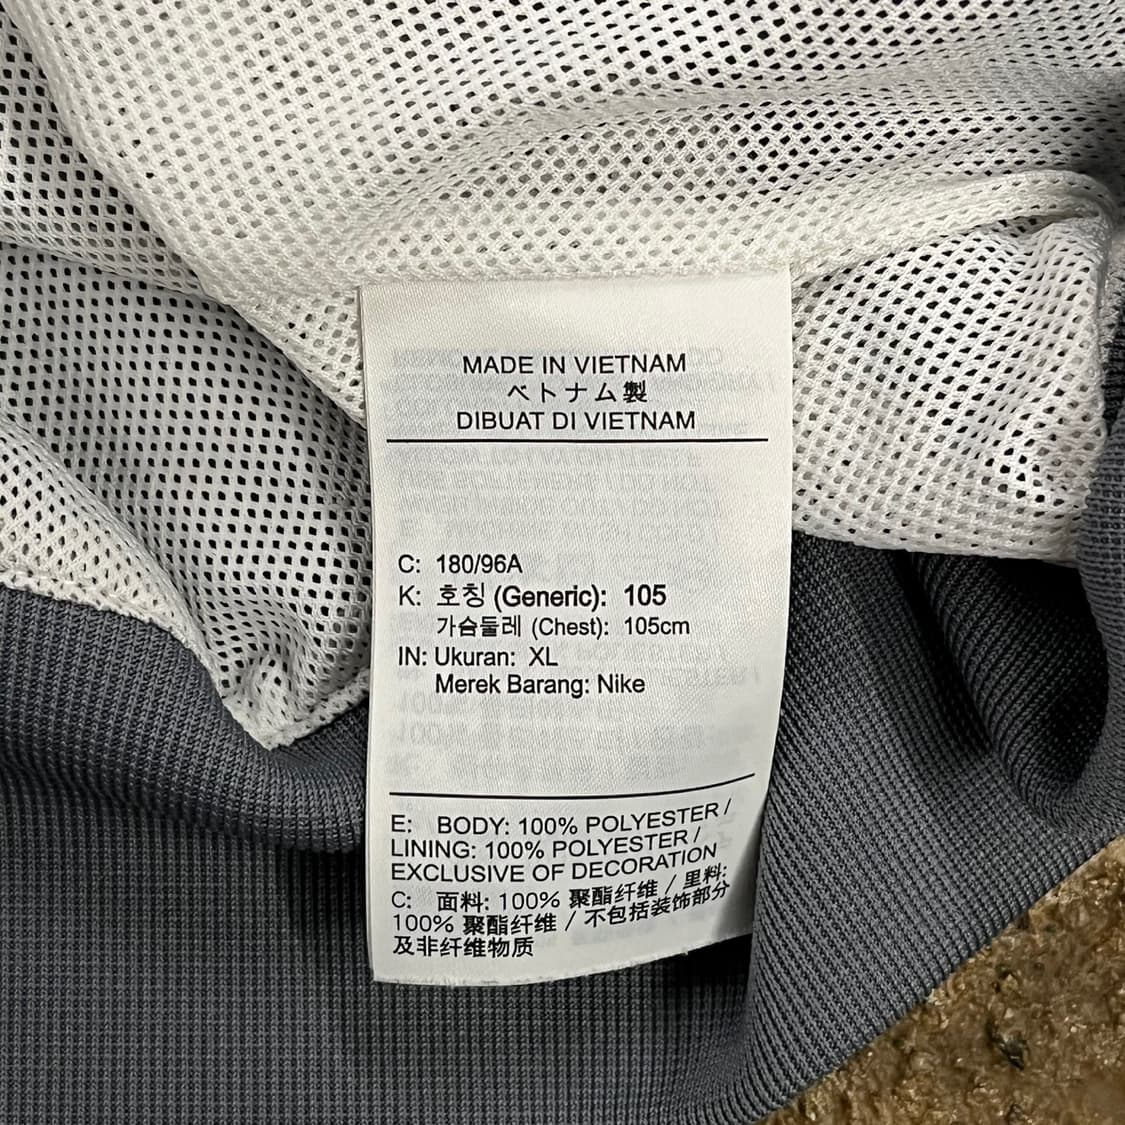 MADE IN VIETNAM
ベトナム製
DIBUAT DI VIETNAM
C: 180/96A
K: 호칭 (Generic): 105
가슴둘레 (Chest): 105cm
IN: Ukuran: XL
Merek Barang: Nike
E: BODY: 100% POLYESTER /
LINING: 100% POLYESTER /
EXCLUSIVE OF DECORATION
C: 面料: 100% 聚酯纤维 / 里料:
100% 聚酯纤维 / 不包括装饰部分
及非纤维物质